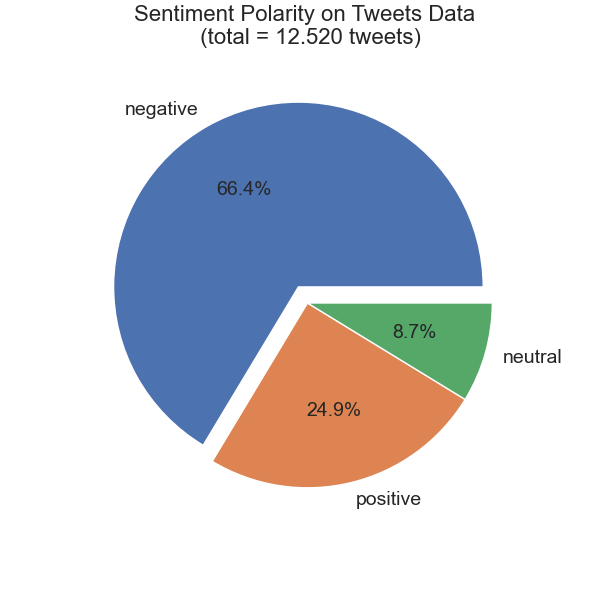 Sentiment Polarity on Tweets Data
(total = 12.520 tweets)
negative
66.4%
8.7%
neutral
24.9%
positive